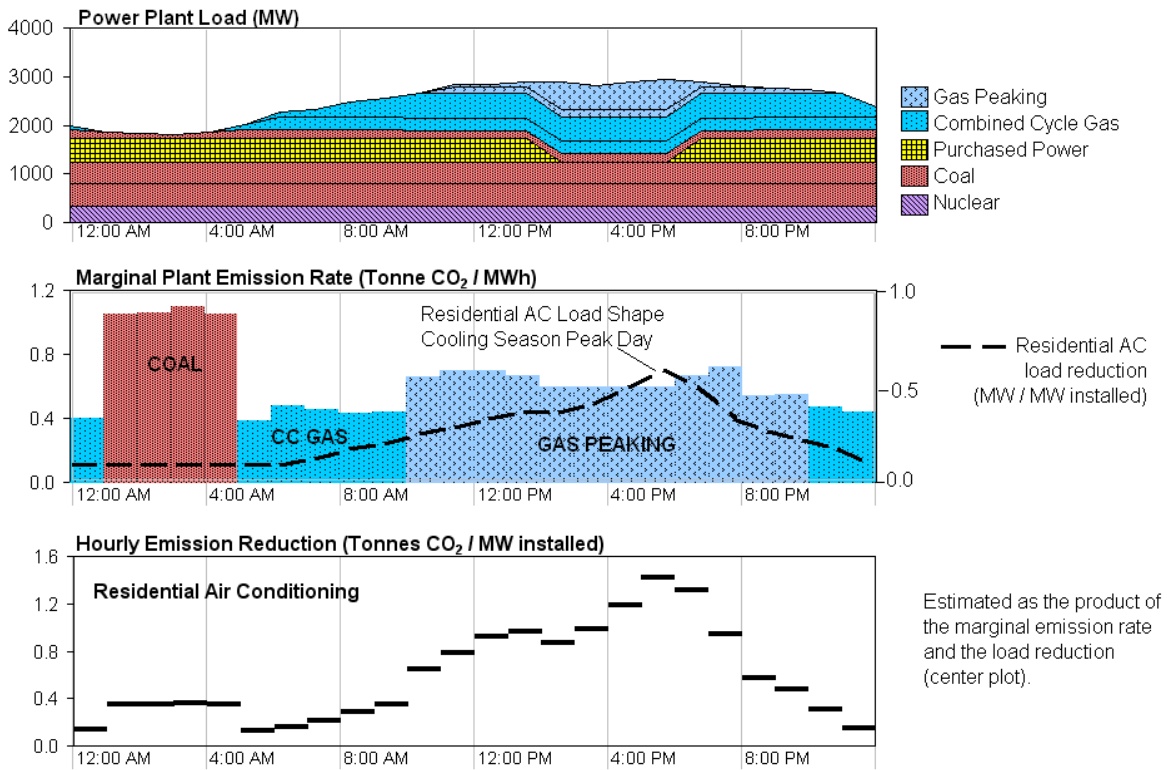 Power Plant Load (MW)
4000
3000
2000
1000
0
12:00 AM 4:00 AM 8:00 AM 12:00 PM 4:00 PM 8:00 PM
Gas Peaking
Combined Cycle Gas
Purchased Power
Coal
Nuclear
Marginal Plant Emission Rate (Tonne CO₂ / MWh)
1.2
0.8
0.4
0.0
1.0
0.5
0.0
Residential AC Load Shape
Cooling Season Peak Day
COAL
CC GAS
GAS PEAKING
12:00 AM 4:00 AM 8:00 AM 12:00 PM 4:00 PM 8:00 PM
Residential AC
load reduction
(MW / MW installed)
Hourly Emission Reduction (Tonnes CO₂ / MW installed)
1.6
1.2
0.8
0.4
0.0
Residential Air Conditioning
12:00 AM 4:00 AM 8:00 AM 12:00 PM 4:00 PM 8:00 PM
Estimated as the product of
the marginal emission rate
and the load reduction
(center plot).